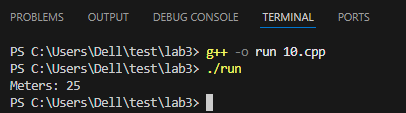 PROBLEMS OUTPUT DEBUG CONSOLE TERMINAL PORTS
PS C:\Users\Dell\test\lab3> g++ -o run 10.cpp
PS C:\Users\Dell\test\lab3> ./run
Meters: 25
PS C:\Users\Dell\test\lab3>